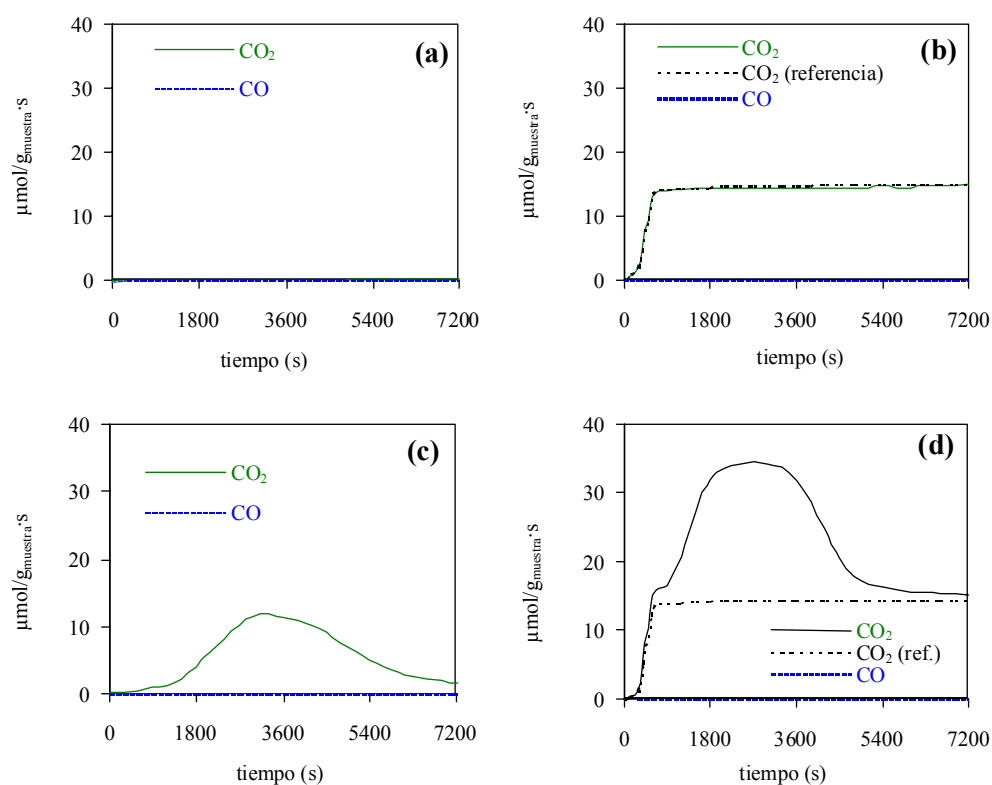 (a)
CO₂
CO
40
30
20
10
0
µmol/gmuestra·s
0 1800 3600 5400 7200
tiempo (s)
(b)
CO₂
CO₂ (referencia)
CO
40
30
20
10
0
µmol/gmuestra·s
0 1800 3600 5400 7200
tiempo (s)
(c)
CO₂
CO
40
30
20
10
0
µmol/gmuestra·s
0 1800 3600 5400 7200
tiempo (s)
(d)
40
30
20
10
0
µmol/gmuestra·s
CO₂
CO₂ (ref.)
CO
0 1800 3600 5400 7200
tiempo (s)